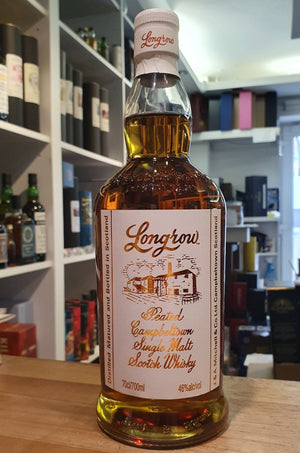 Longrow
Longrow
Peated
Campbeltown
Single Malt
Scotch Whisky
70cl/700ml 46%alc/vol
Distilled, Matured and Bottled in Scotland
J.& A. Mitchell & Co Ltd Campbeltown Scotland